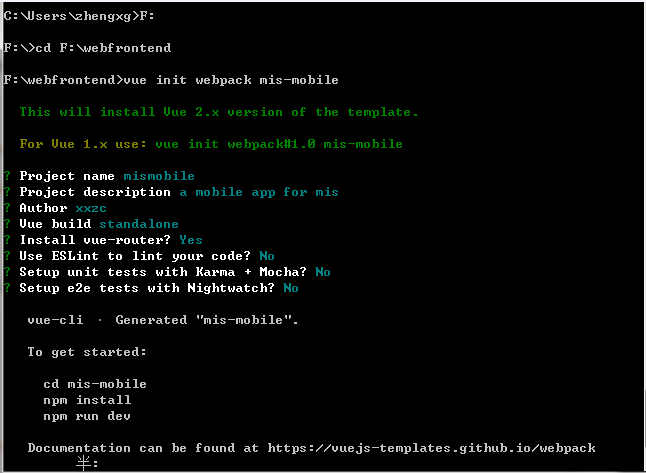 C:\Users\zhengxg>F:
F:\>cd F:\webfrontend
F:\webfrontend>vue init webpack mis-mobile
This will install Vue 2.x version of the template.
For Vue 1.x use: vue init webpack#1.0 mis-mobile
? Project name mismobile
? Project description a mobile app for mis
? Author xxzc
? Vue build standalone
? Install vue-router? Yes
? Use ESLint to lint your code? No
? Setup unit tests with Karma + Mocha? No
? Setup e2e tests with Nightwatch? No
vue-cli · Generated "mis-mobile".
To get started:
cd mis-mobile
npm install
npm run dev
Documentation can be found at https://vuejs-templates.github.io/webpack
半: